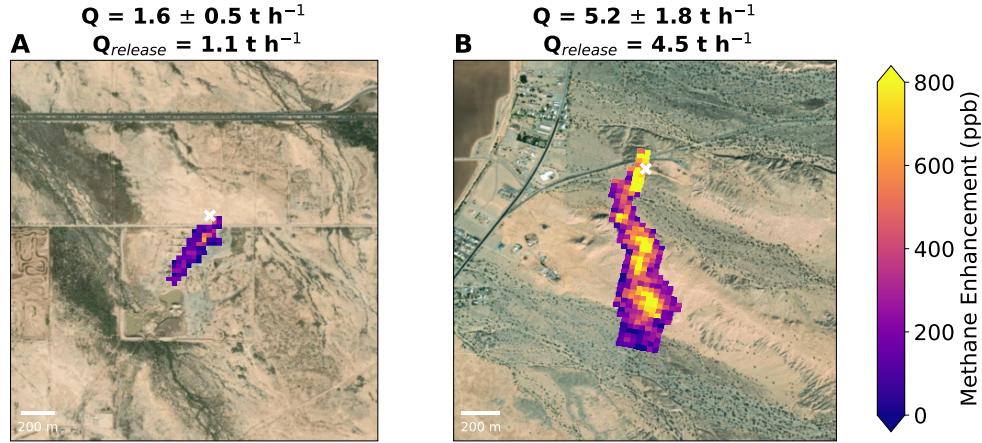 Q = 1.6 ± 0.5 t h⁻¹
A Q_release = 1.1 t h⁻¹
200 m
Q = 5.2 ± 1.8 t h⁻¹
B Q_release = 4.5 t h⁻¹
200 m
800
600
400
200
0
Methane Enhancement (ppb)